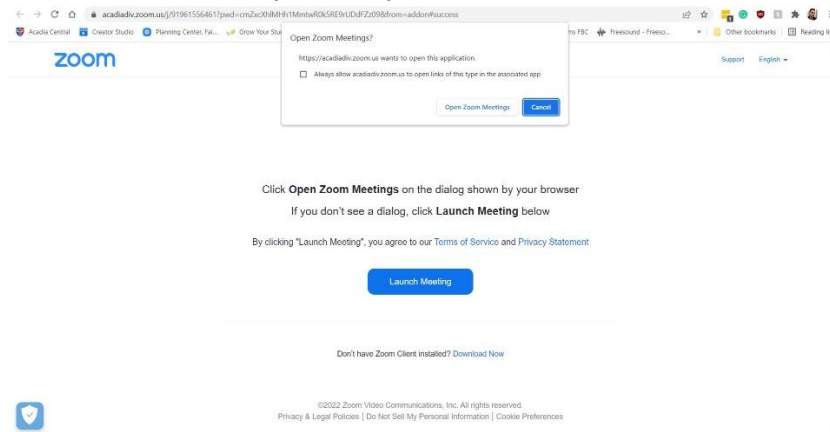 acadiadiv.zoom.us/j/91961556461?pwd=
Acadia Central Creator Studio Planning Center, Fai... Grow Your Stu ms FBC Freesound - Freeso... » Other bookmarks Reading li
zoom
Support English
Open Zoom Meetings?
https://acadiadiv.zoom.us wants to open this application.
Always allow acadiadiv.zoom.us to open links of this type in the associated app
Open Zoom Meetings Cancel
Click Open Zoom Meetings on the dialog shown by your browser
If you don't see a dialog, click Launch Meeting below
By clicking "Launch Meeting", you agree to our Terms of Service and Privacy Statement
Launch Meeting
Don't have Zoom Client installed? Download Now
©2022 Zoom Video Communications, Inc. All rights reserved.
Privacy & Legal Policies | Do Not Sell My Personal Information | Cookie Preferences